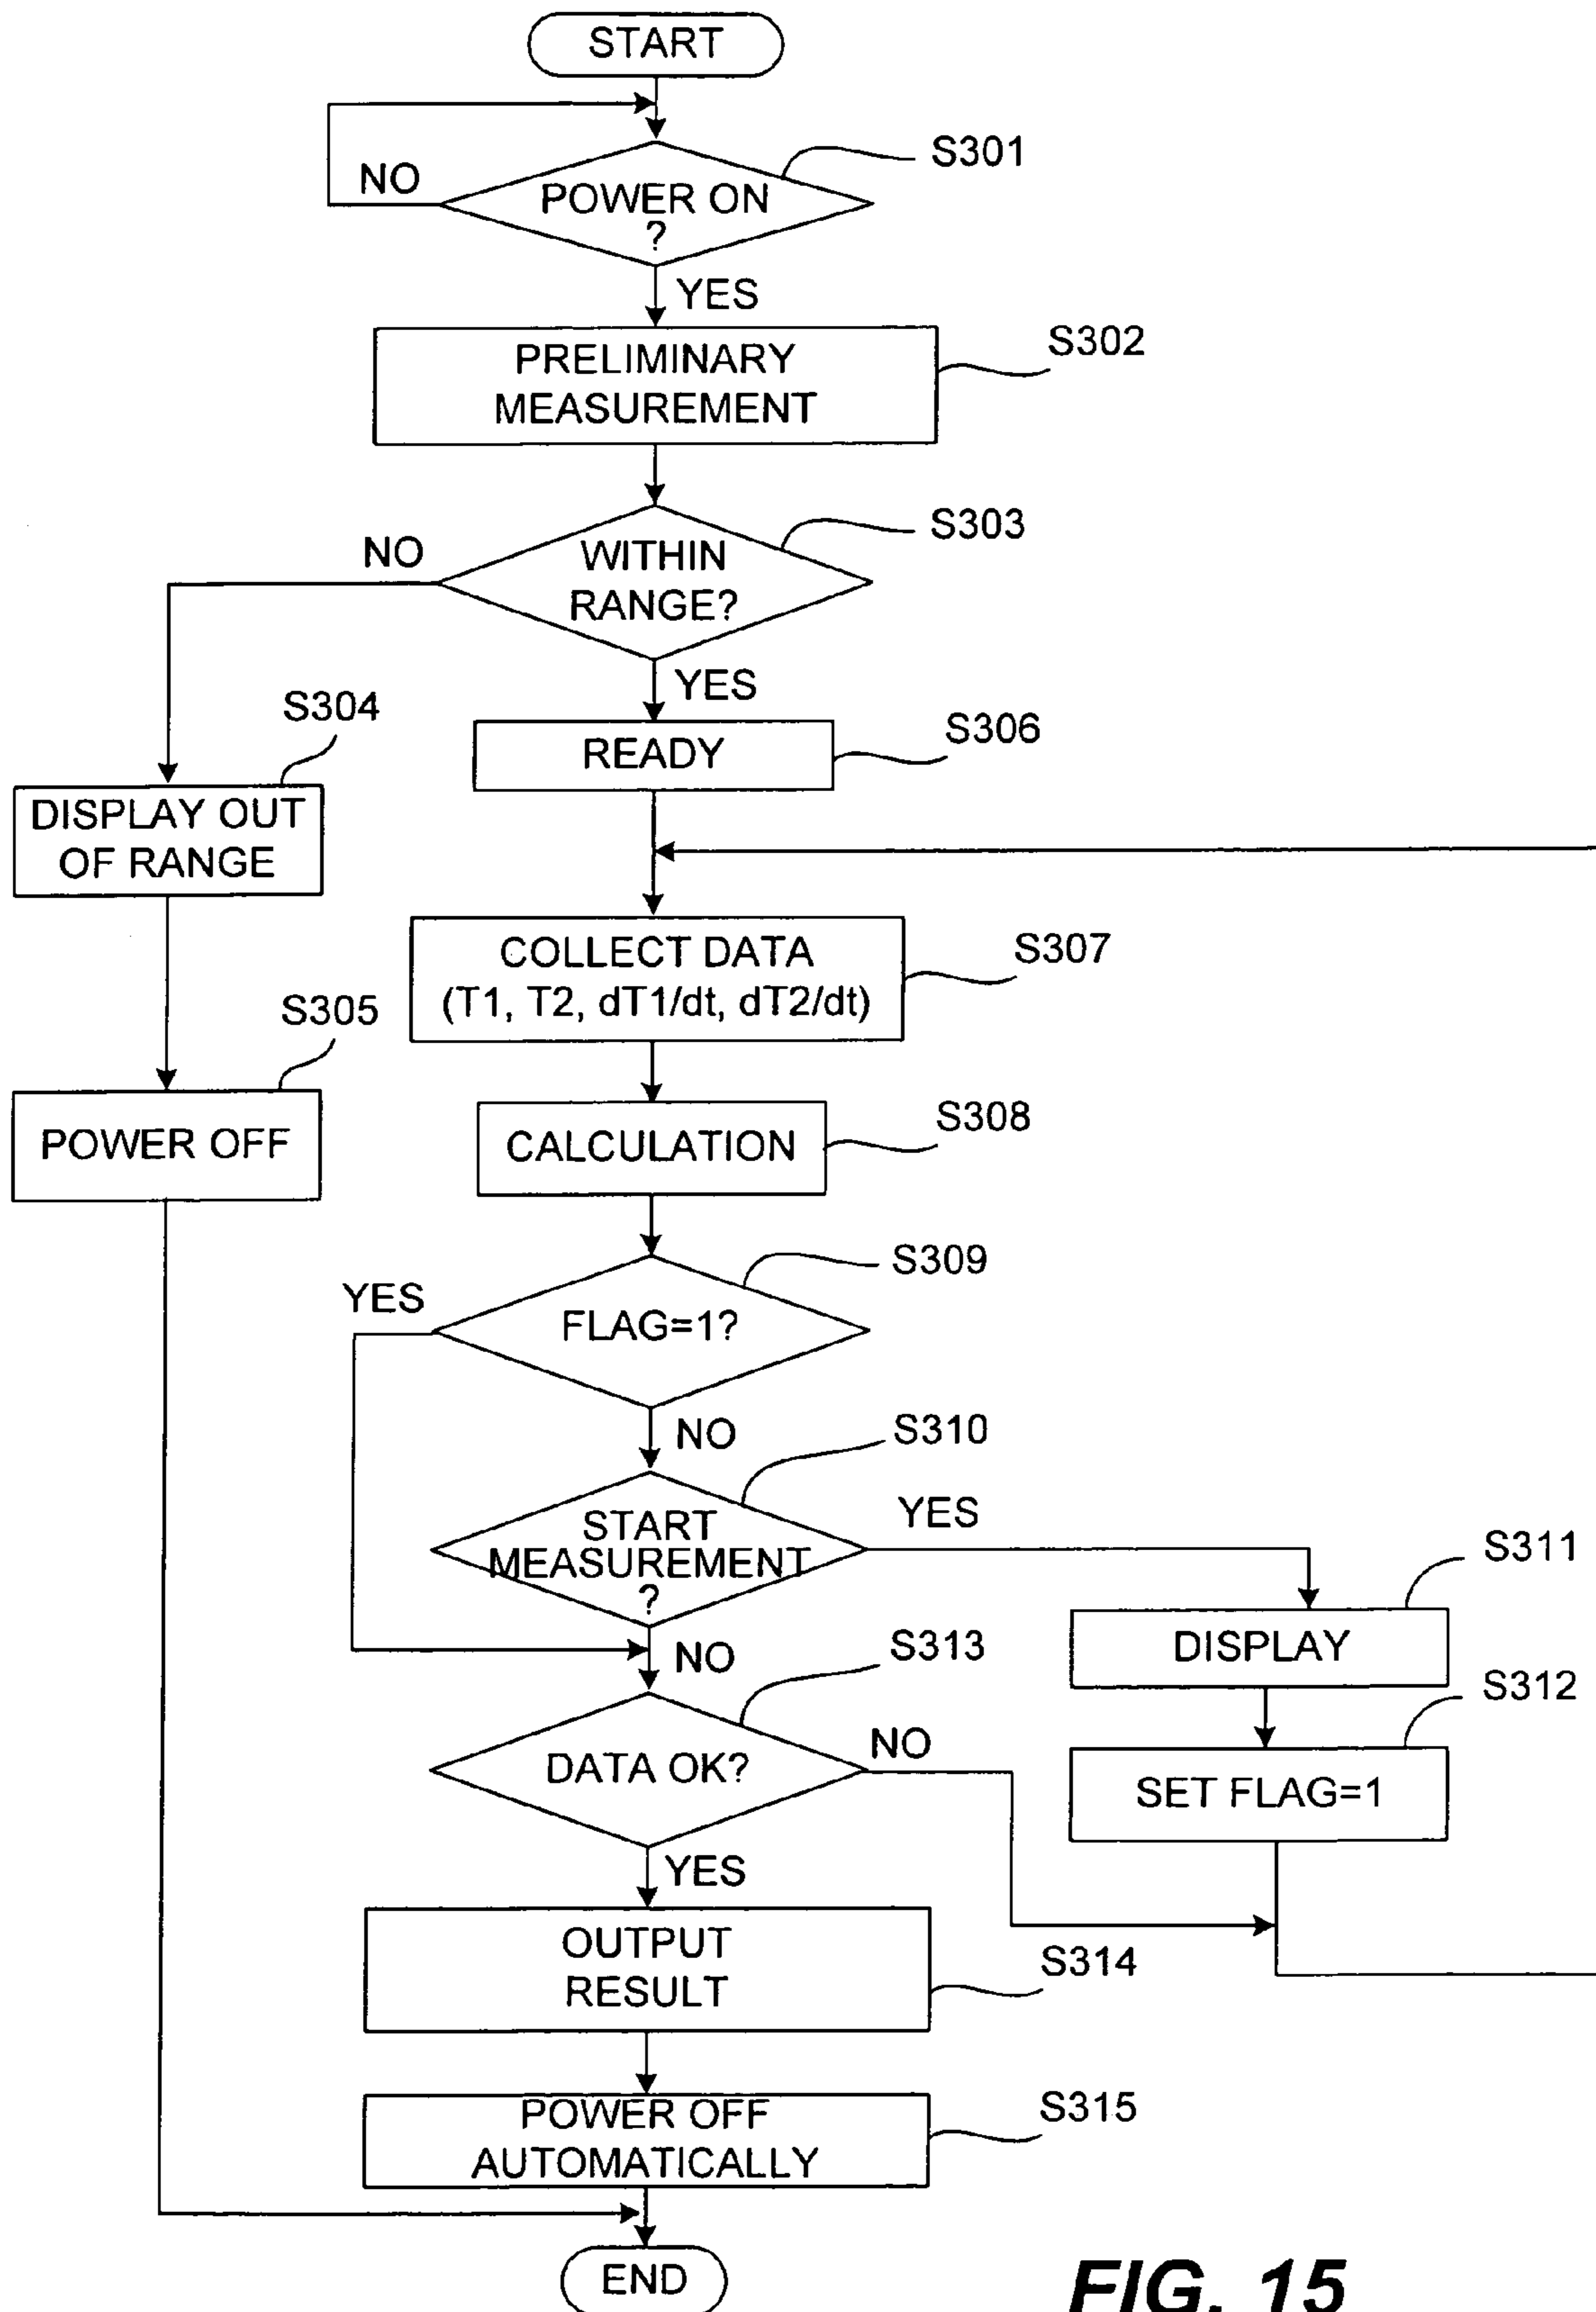 START
S301
NO
POWER ON
?
YES
S302
PRELIMINARY
MEASUREMENT
S303
NO
WITHIN
RANGE?
YES
S304
S306
READY
DISPLAY OUT
OF RANGE
S307
COLLECT DATA
(T1, T2, dT1/dt, dT2/dt)
S305
POWER OFF
S308
CALCULATION
S309
YES
FLAG=1?
NO
S310
YES
START
MEASUREMENT
?
S311
DISPLAY
NO
S313
S312
NO
DATA OK?
SET FLAG=1
YES
OUTPUT
RESULT
S314
POWER OFF
AUTOMATICALLY
S315
END
FIG. 15